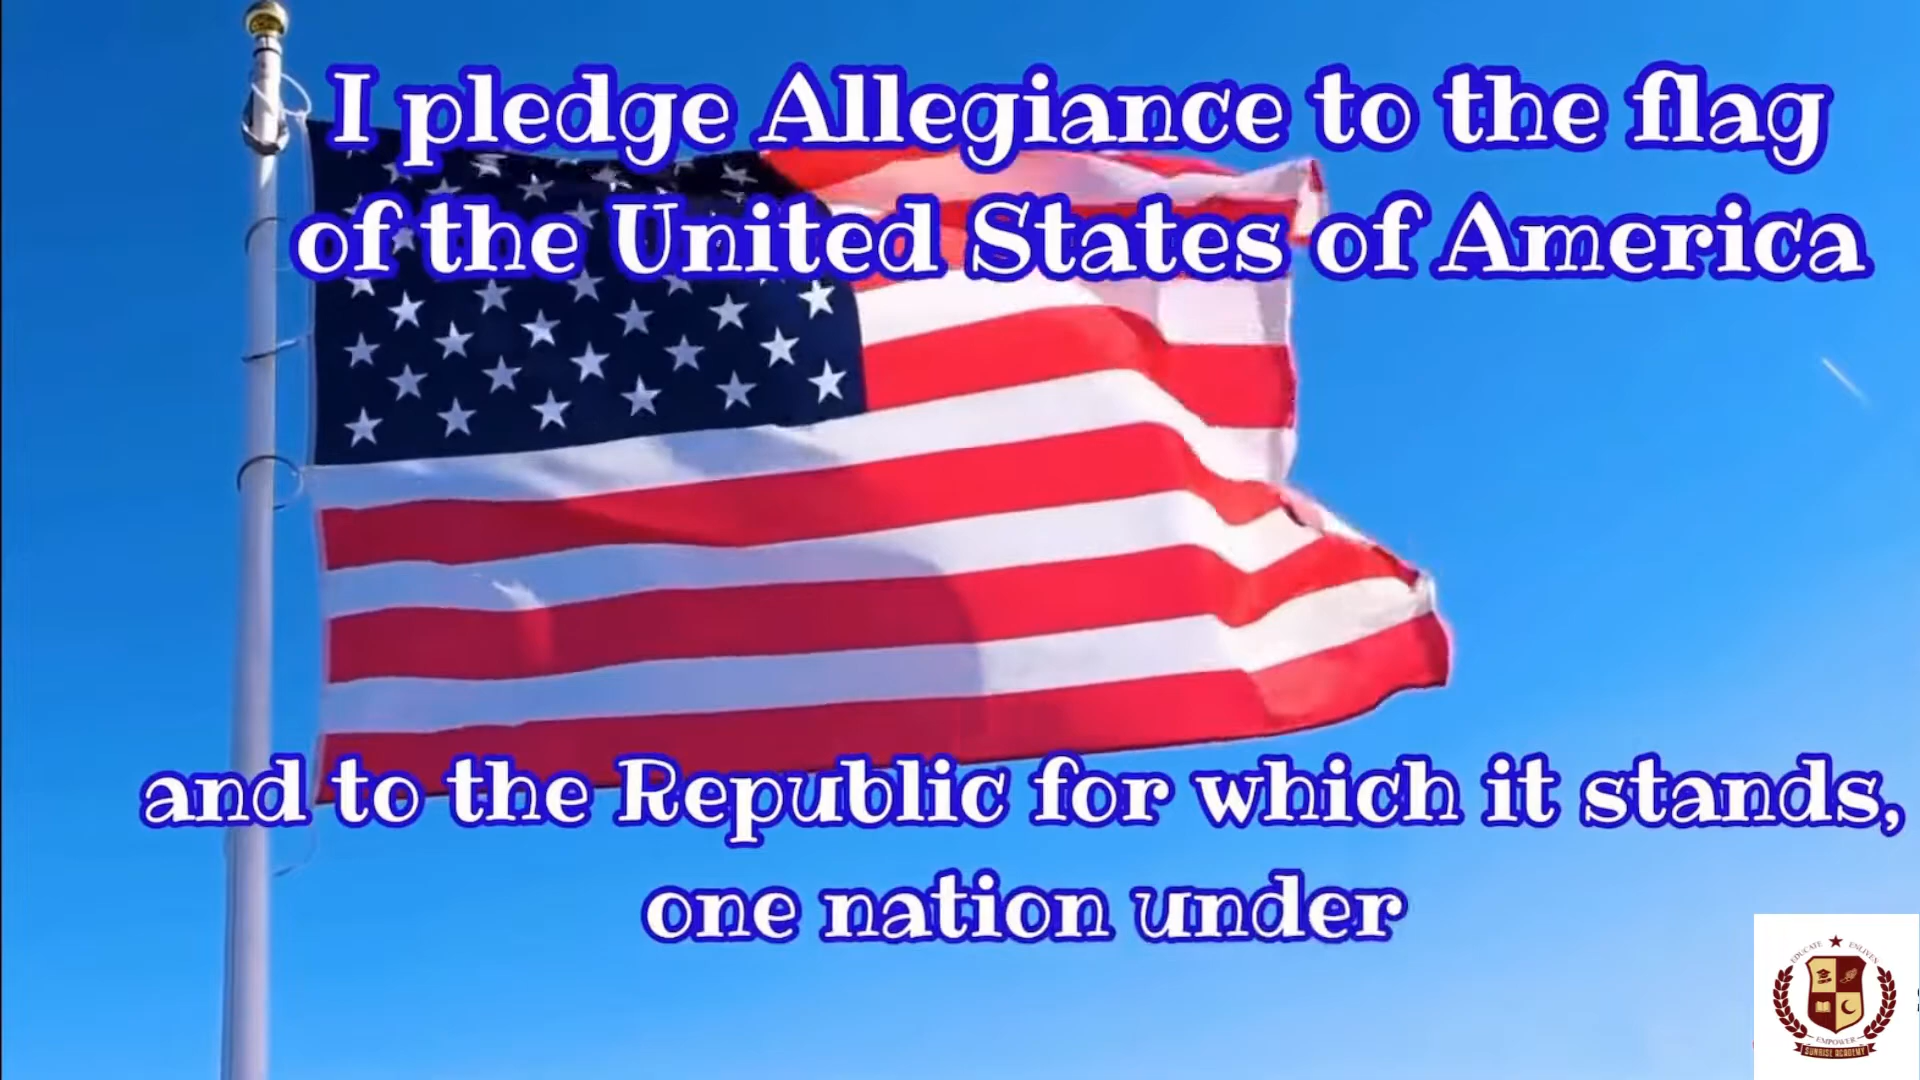 I pledge Allegiance to the flag
of the United States of America
and to the Republic for which it stands,
one nation under
EDUCATE ENLIVEN
EMPOWER
SUNRISE ACADEMY